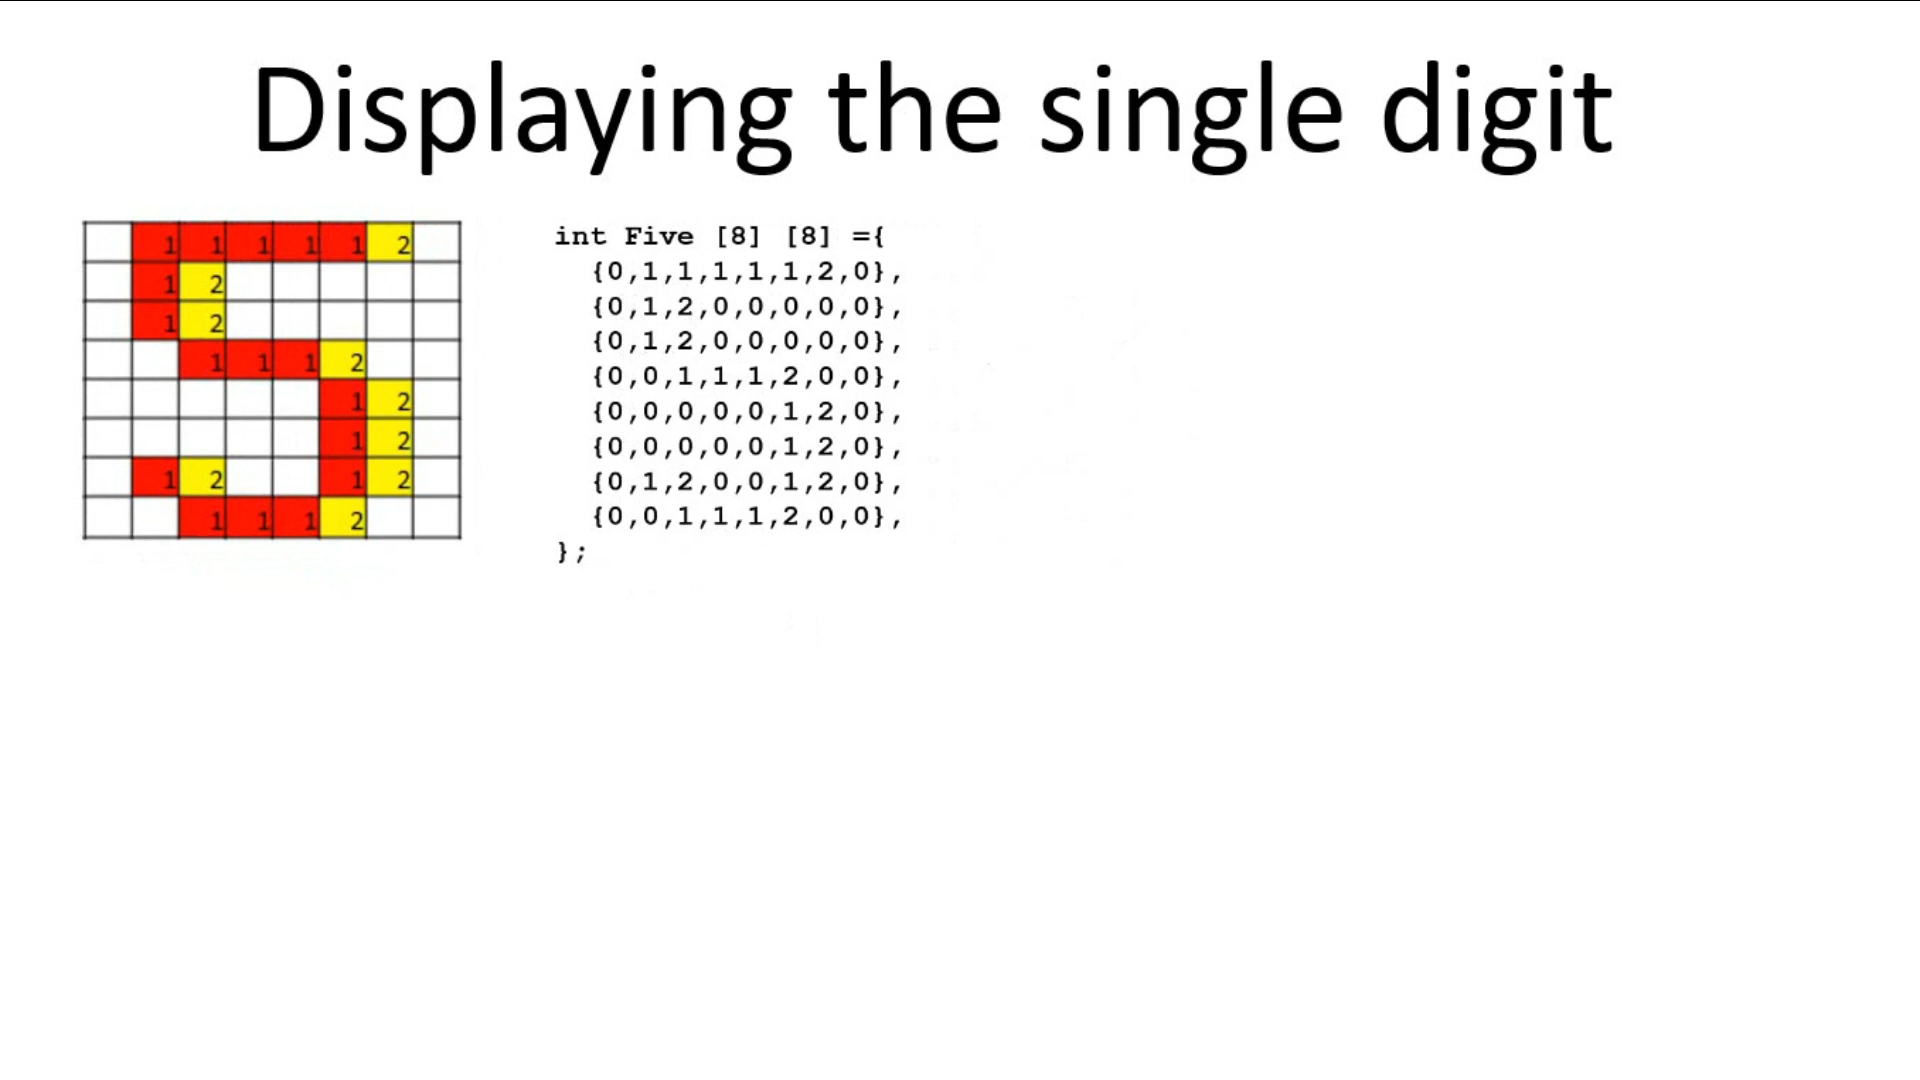 Displaying the single digit
1 1 1 1 1 2
1 2
1 2
1 1 1 2
1 2
1 2
1 2 1 2
1 1 1 2
int Five [8] [8] ={
{0,1,1,1,1,1,2,0},
{0,1,2,0,0,0,0,0},
{0,1,2,0,0,0,0,0},
{0,0,1,1,1,2,0,0},
{0,0,0,0,0,1,2,0},
{0,0,0,0,0,1,2,0},
{0,1,2,0,0,1,2,0},
{0,0,1,1,1,2,0,0},
};